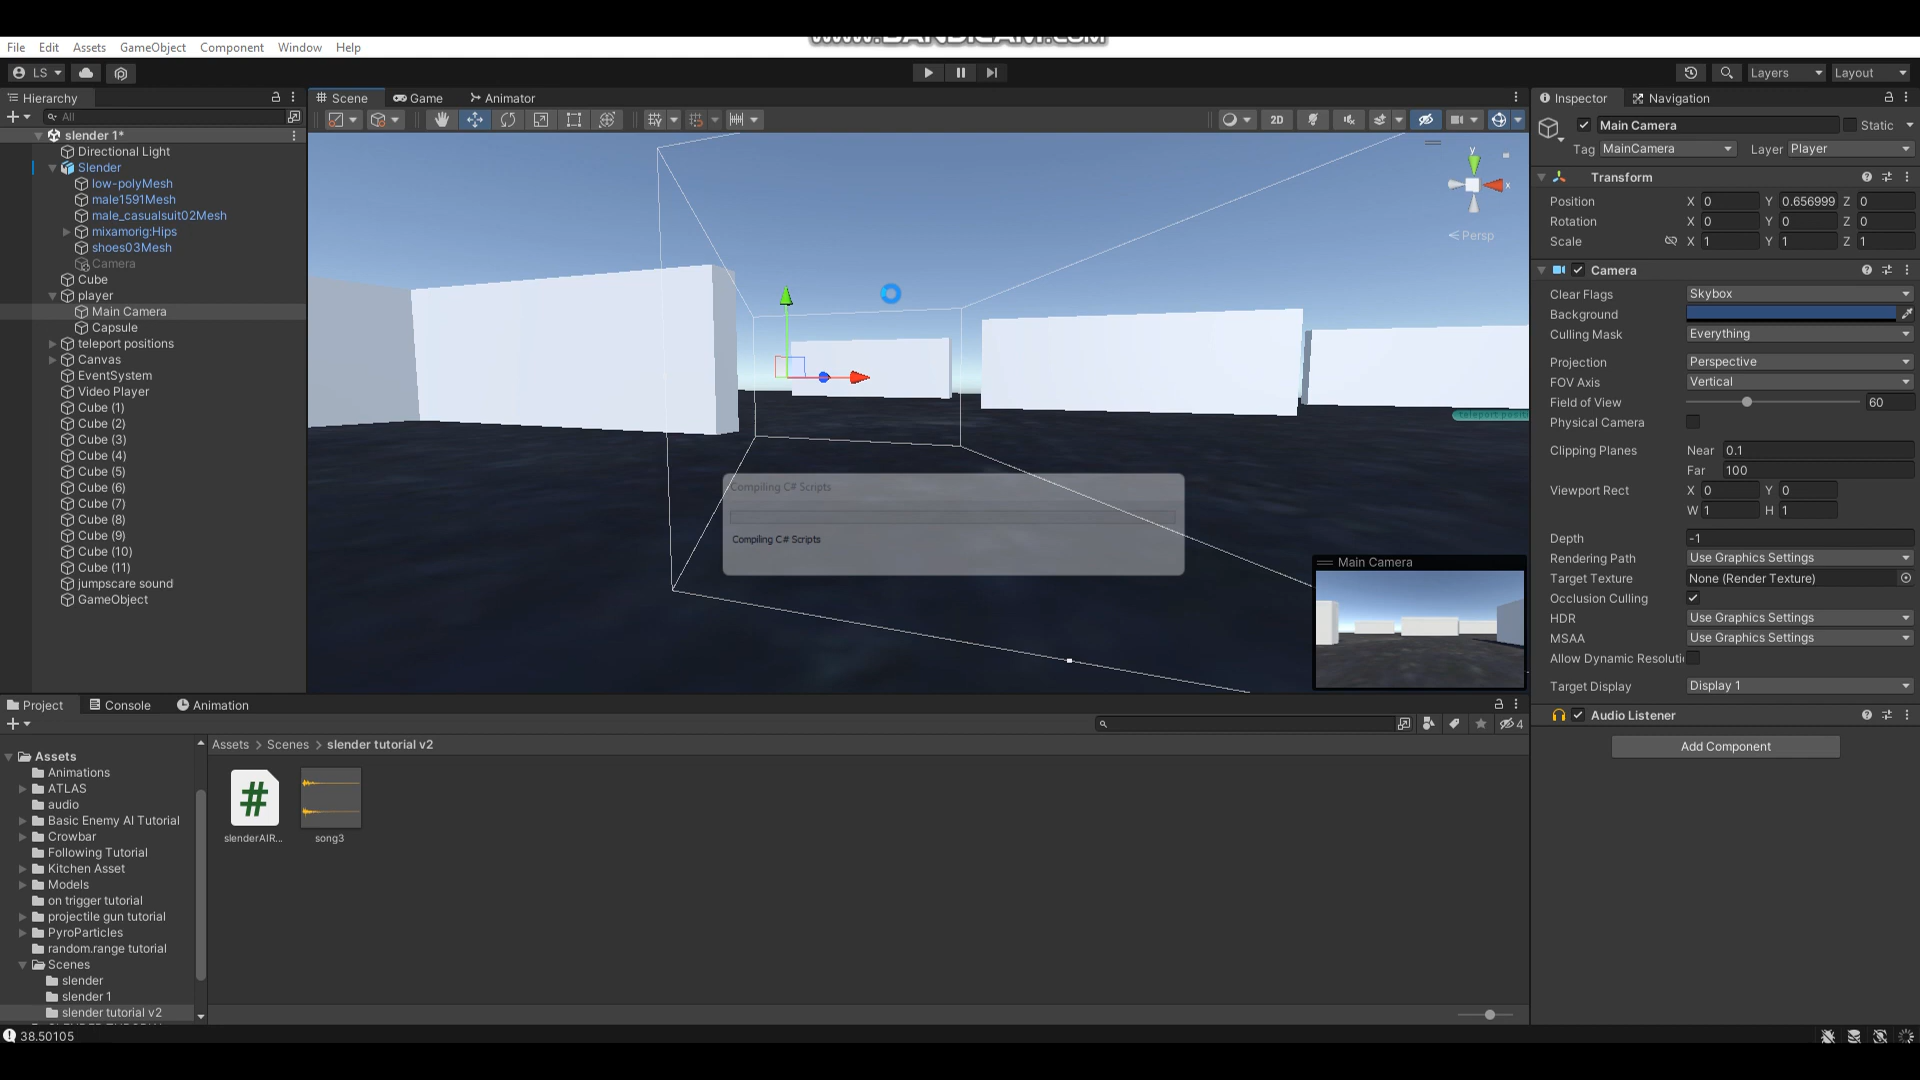 www.BANDICAM.com
File Edit Assets GameObject Component Window Help
LS
Layers
Layout
Hierarchy
All
slender 1*
Directional Light
Slender
low-polyMesh
male1591Mesh
male_casualsuit02Mesh
mixamorig:Hips
shoes03Mesh
Camera
Cube
player
Main Camera
Capsule
teleport positions
Canvas
EventSystem
Video Player
Cube (1)
Cube (2)
Cube (3)
Cube (4)
Cube (5)
Cube (6)
Cube (7)
Cube (8)
Cube (9)
Cube (10)
Cube (11)
jumpscare sound
GameObject
Scene Game Animator
2D
y
x
Persp
teleport positi
Compiling C# Scripts
Compiling C# Scripts
Main Camera
Inspector Navigation
Main Camera
Static
Tag MainCamera Layer Player
Transform
Position X 0 Y 0.656999 Z 0
Rotation X 0 Y 0 Z 0
Scale X 1 Y 1 Z 1
Camera
Clear Flags Skybox
Background
Culling Mask Everything
Projection Perspective
FOV Axis Vertical
Field of View 60
Physical Camera
Clipping Planes Near 0.1
Far 100
Viewport Rect X 0 Y 0
W 1 H 1
Depth -1
Rendering Path Use Graphics Settings
Target Texture None (Render Texture)
Occlusion Culling
HDR Use Graphics Settings
MSAA Use Graphics Settings
Allow Dynamic Resoluti
Target Display Display 1
Audio Listener
Add Component
Project Console Animation
4
Assets
Animations
ATLAS
audio
Basic Enemy AI Tutorial
Crowbar
Following Tutorial
Kitchen Asset
Models
on trigger tutorial
projectile gun tutorial
PyroParticles
random.range tutorial
Scenes
slender
slender 1
slender tutorial v2
Assets > Scenes > slender tutorial v2
#
slenderAIR...
song3
38.50105